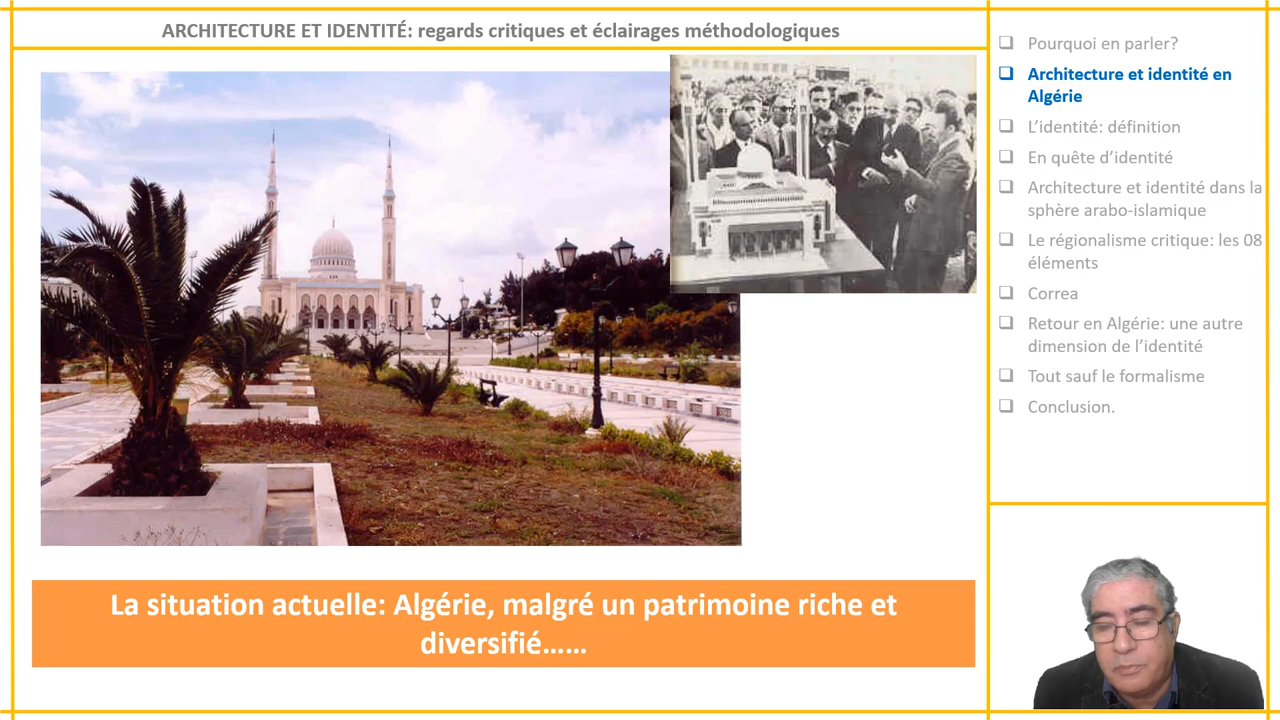 ARCHITECTURE ET IDENTITÉ: regards critiques et éclairages méthodologiques
La situation actuelle: Algérie, malgré un patrimoine riche et
diversifié......
Pourquoi en parler?
Architecture et identité en
Algérie
L'identité: définition
En quête d'identité
Architecture et identité dans la
sphère arabo-islamique
Le régionalisme critique: les 08
éléments
Correa
Retour en Algérie: une autre
dimension de l'identité
Tout sauf le formalisme
Conclusion.